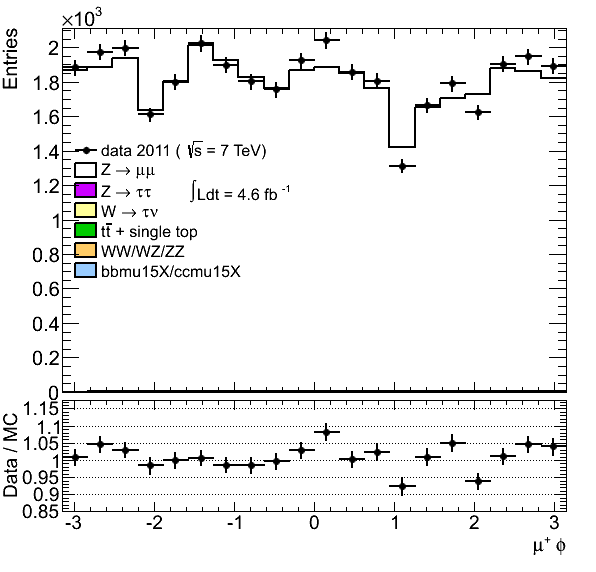 ×10³
Entries
2
1.8
1.6
1.4
1.2
1
0.8
0.6
0.4
0.2
0
data 2011 ( √s = 7 TeV)
Z → μμ
Z → ττ
∫Ldt = 4.6 fb⁻¹
W → τν
tt̄ + single top
WW/WZ/ZZ
bbmu15X/ccmu15X
Data / MC
1.15
1.1
1.05
1
0.95
0.9
0.85
-3 -2 -1 0 1 2 3
μ⁺ ϕ